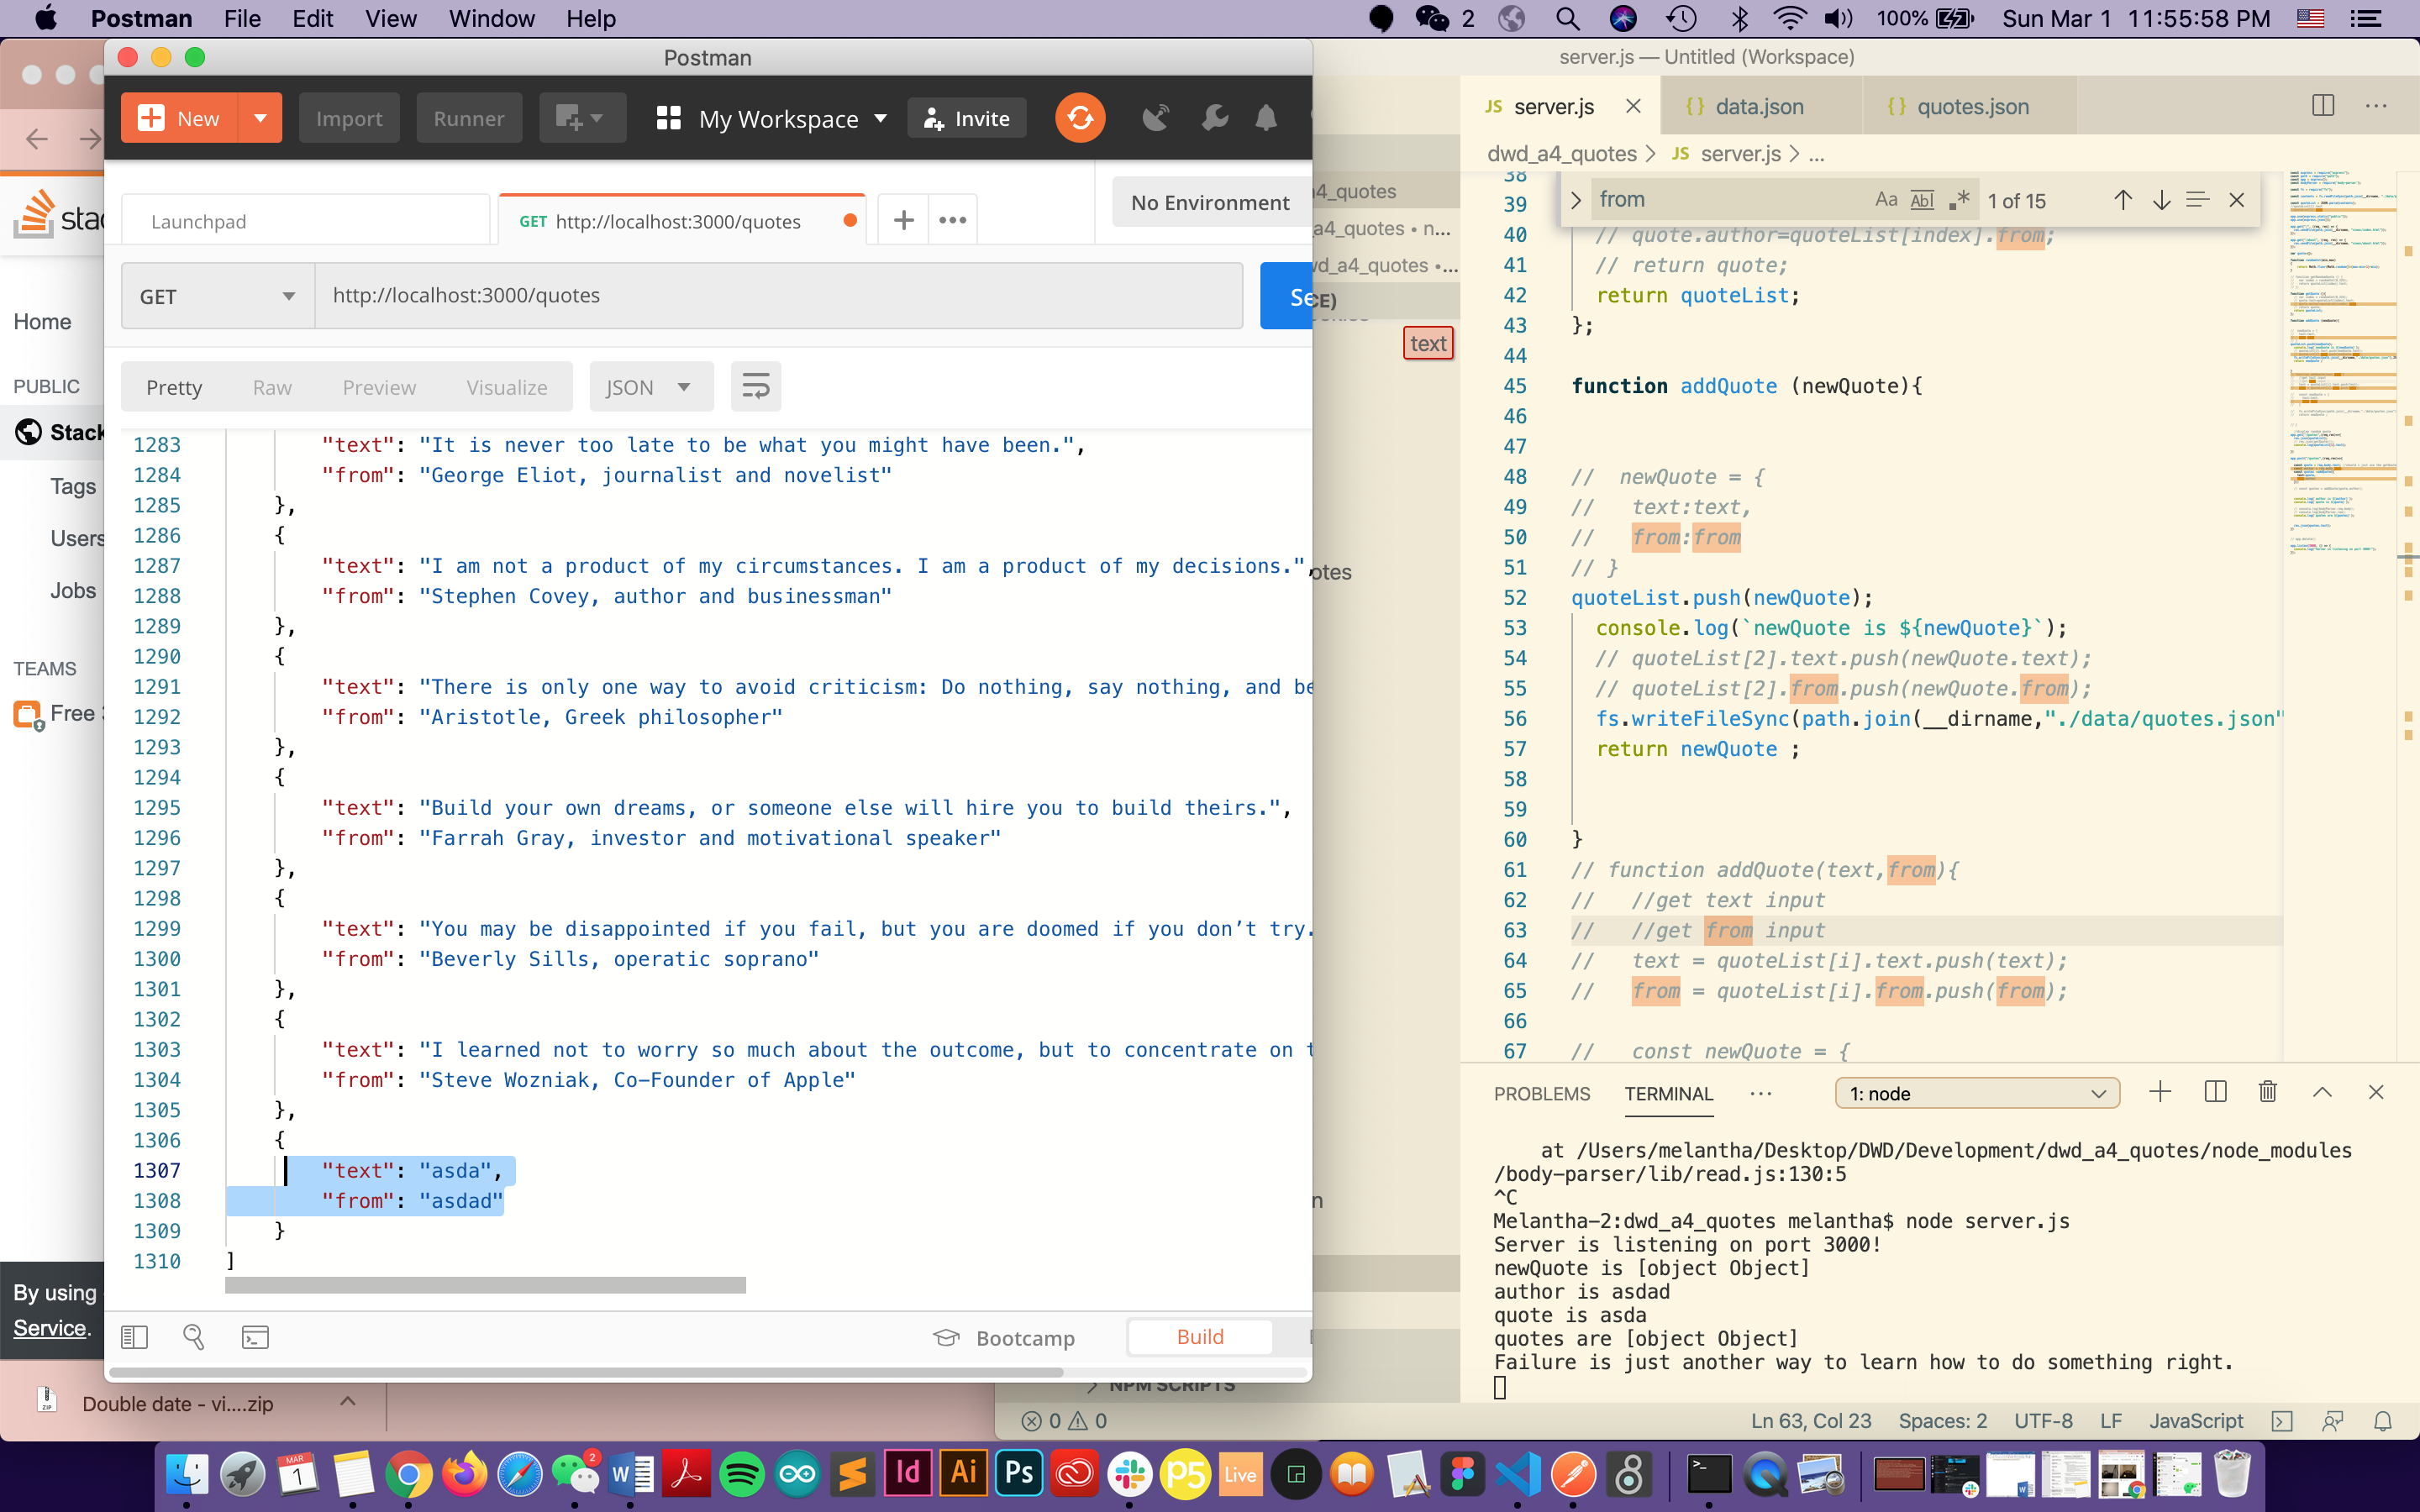 Postman File Edit View Window Help 2 100% Sun Mar 1 11:55:58 PM
Postman
New Import Runner My Workspace Invite
Launchpad GET http://localhost:3000/quotes No Environment
GET http://localhost:3000/quotes Se
Pretty Raw Preview Visualize JSON
1283 "text": "It is never too late to be what you might have been.",
1284 "from": "George Eliot, journalist and novelist"
1285 },
1286 {
1287 "text": "I am not a product of my circumstances. I am a product of my decisions.",
1288 "from": "Stephen Covey, author and businessman"
1289 },
1290 {
1291 "text": "There is only one way to avoid criticism: Do nothing, say nothing, and be
1292 "from": "Aristotle, Greek philosopher"
1293 },
1294 {
1295 "text": "Build your own dreams, or someone else will hire you to build theirs.",
1296 "from": "Farrah Gray, investor and motivational speaker"
1297 },
1298 {
1299 "text": "You may be disappointed if you fail, but you are doomed if you don’t try.
1300 "from": "Beverly Sills, operatic soprano"
1301 },
1302 {
1303 "text": "I learned not to worry so much about the outcome, but to concentrate on t
1304 "from": "Steve Wozniak, Co-Founder of Apple"
1305 },
1306 {
1307 "text": "asda",
1308 "from": "asdad"
1309 }
1310 ]
Bootcamp Build
stac
Home
PUBLIC
Stack
Tags
Users
Jobs
TEAMS
Free
By using
Service.
Double date - vi....zip
server.js — Untitled (Workspace)
JS server.js {} data.json {} quotes.json
dwd_a4_quotes > JS server.js > ...
from Aa Abl .* 1 of 15
a4_quotes
a4_quotes • n...
wd_a4_quotes •...
CE)
text
otes
n
NPM SCRIPTS
38
39
40 // quote.author=quoteList[index].from;
41 // return quote;
42 return quoteList;
43 };
44
45 function addQuote (newQuote){
46
47
48 // newQuote = {
49 // text:text,
50 // from:from
51 // }
52 quoteList.push(newQuote);
53 console.log(`newQuote is ${newQuote}`);
54 // quoteList[2].text.push(newQuote.text);
55 // quoteList[2].from.push(newQuote.from);
56 fs.writeFileSync(path.join(__dirname,"./data/quotes.json"
57 return newQuote ;
58
59
60 }
61 // function addQuote(text,from){
62 // //get text input
63 // //get from input
64 // text = quoteList[i].text.push(text);
65 // from = quoteList[i].from.push(from);
66
67 // const newQuote = {
PROBLEMS TERMINAL ... 1: node
at /Users/melantha/Desktop/DWD/Development/dwd_a4_quotes/node_modules
/body-parser/lib/read.js:130:5
^C
Melantha-2:dwd_a4_quotes melantha$ node server.js
Server is listening on port 3000!
newQuote is [object Object]
author is asdad
quote is asda
quotes are [object Object]
Failure is just another way to learn how to do something right.
0 0 Ln 63, Col 23 Spaces: 2 UTF-8 LF JavaScript
MAR 1 2 W Id Ai Ps P5 Live